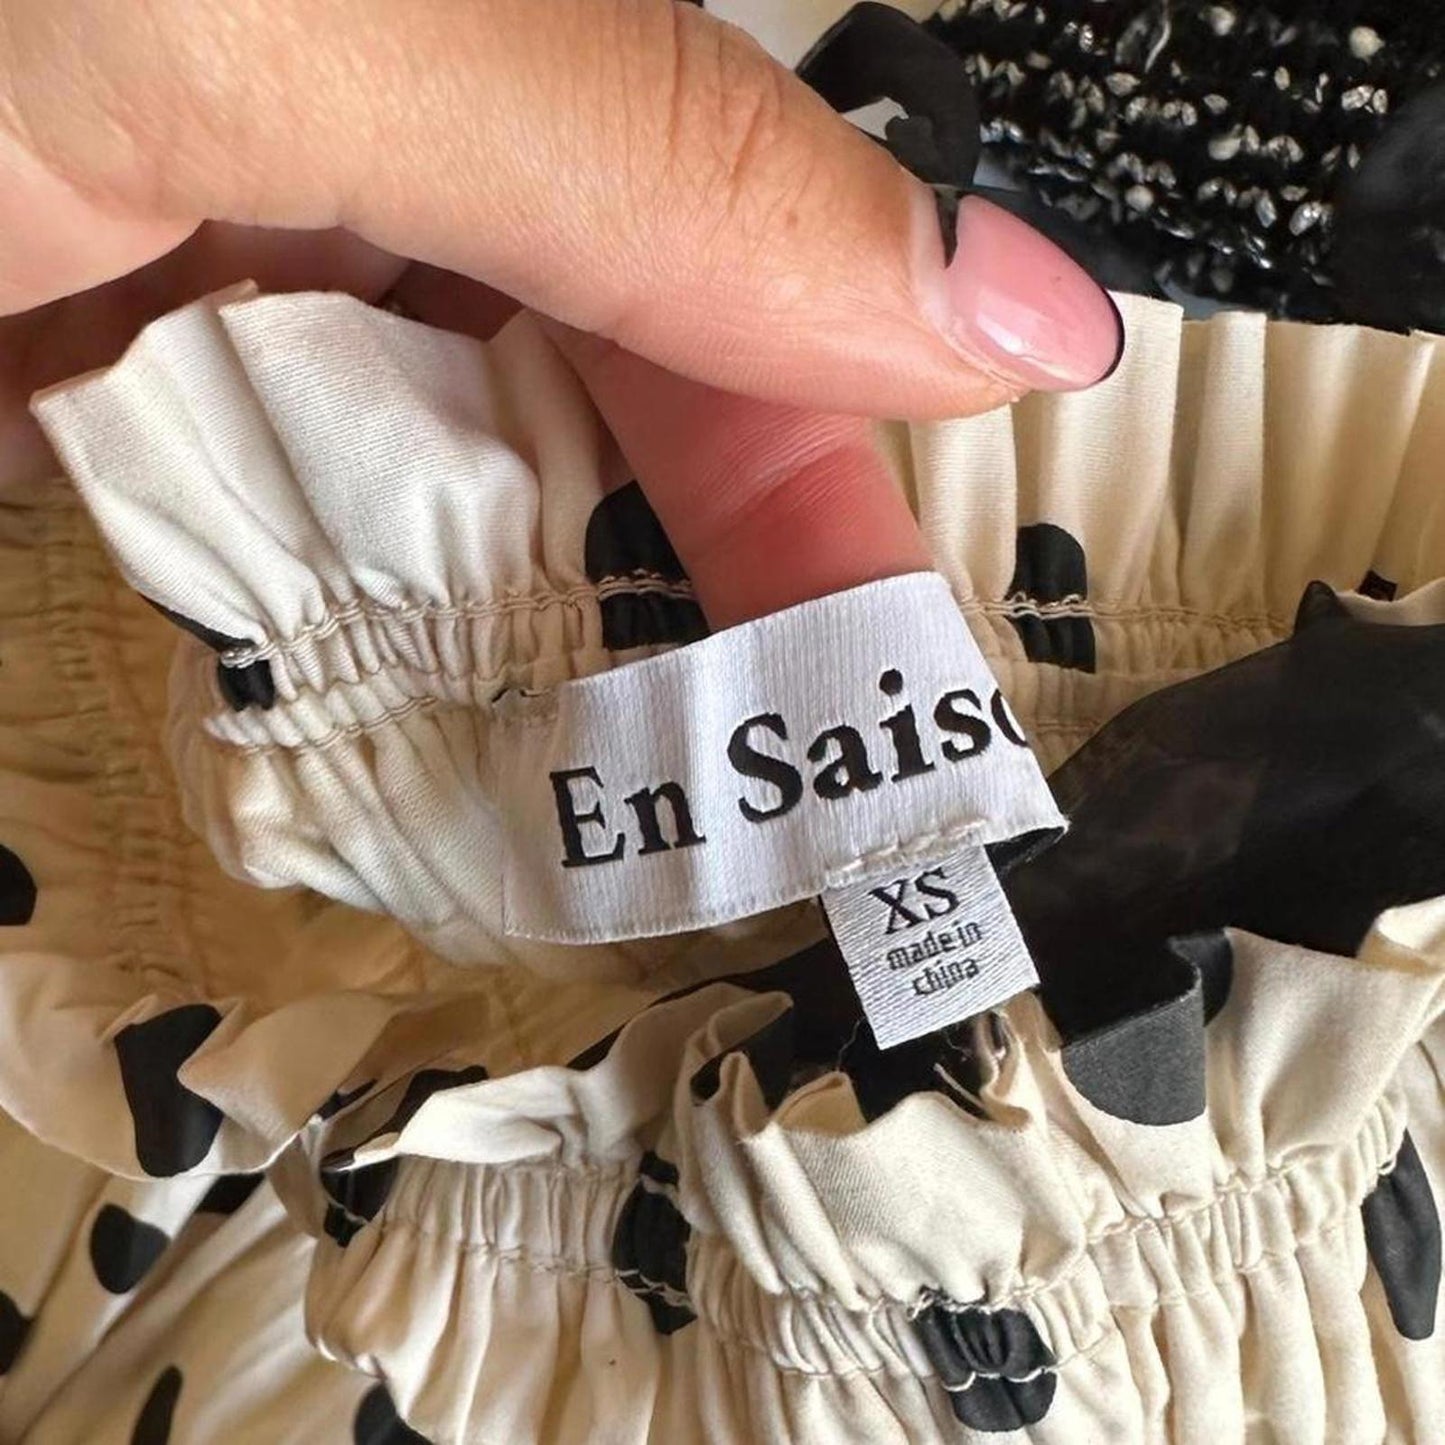 En Saiso
XS
made in
china